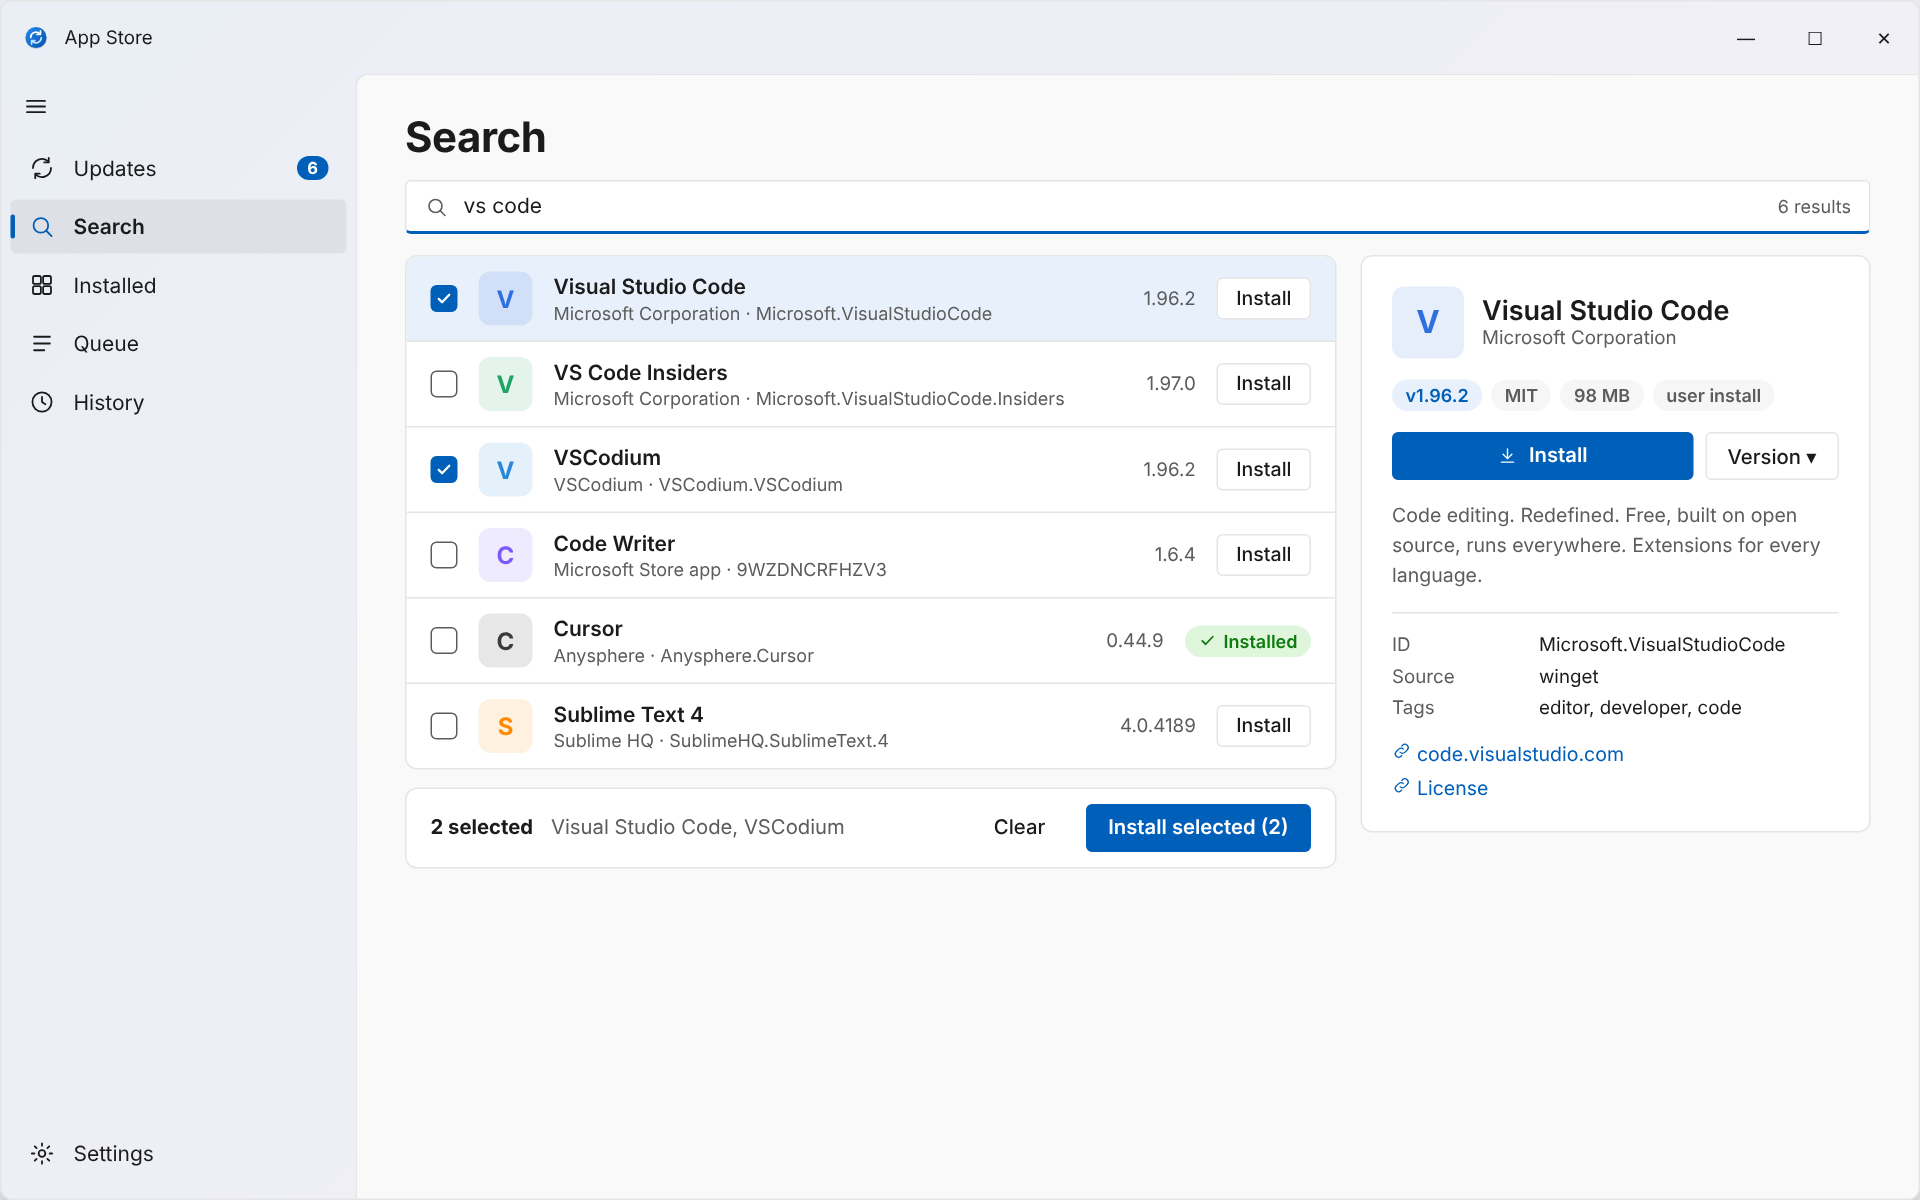 App Store
Updates
6
Search
Installed
Queue
History
Settings
Search
vs code
6 results
V
Visual Studio Code
Microsoft Corporation · Microsoft.VisualStudioCode
1.96.2
Install
V
VS Code Insiders
Microsoft Corporation · Microsoft.VisualStudioCode.Insiders
1.97.0
Install
V
VSCodium
VSCodium · VSCodium.VSCodium
1.96.2
Install
C
Code Writer
Microsoft Store app · 9WZDNCRFHZV3
1.6.4
Install
C
Cursor
Anysphere · Anysphere.Cursor
0.44.9
Installed
S
Sublime Text 4
Sublime HQ · SublimeHQ.SublimeText.4
4.0.4189
Install
2 selected
Visual Studio Code, VSCodium
Clear
Install selected (2)
V
Visual Studio Code
Microsoft Corporation
v1.96.2
MIT
98 MB
user install
Install
Version ▾
Code editing. Redefined. Free, built on open
source, runs everywhere. Extensions for every
language.
ID Microsoft.VisualStudioCode
Source winget
Tags editor, developer, code
code.visualstudio.com
License